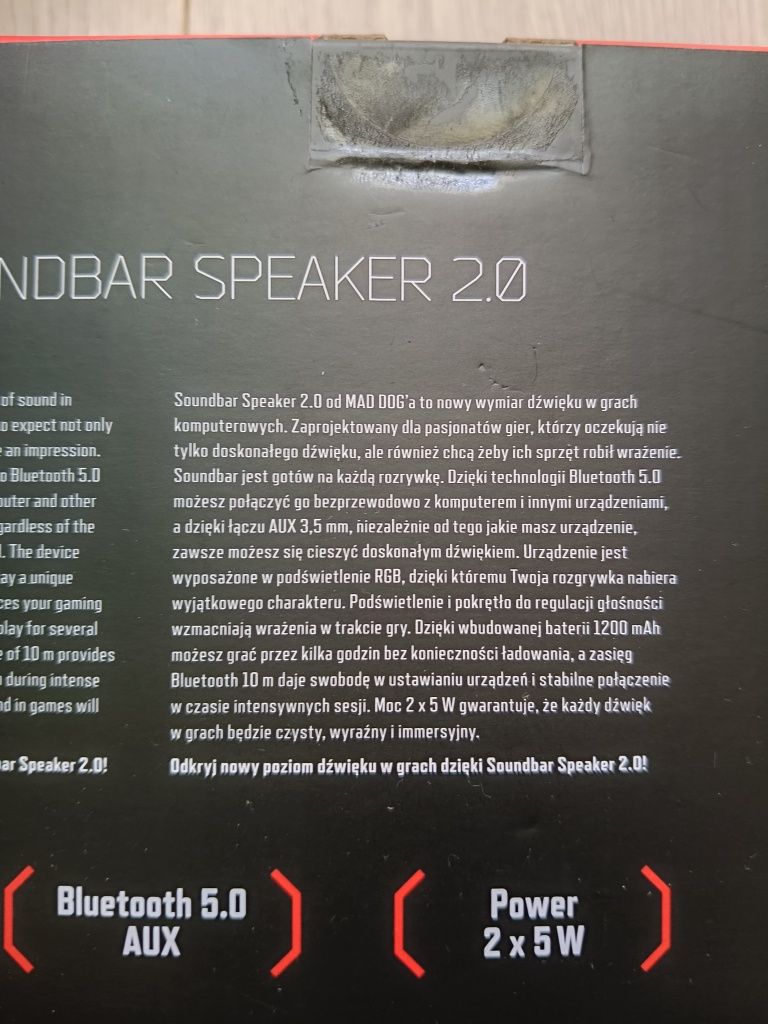 NDBAR SPEAKER 2.0
of sound in
o expect not only
an impression.
o Bluetooth 5.0
puter and other
gardless of the
. The device
ay a unique
ces your gaming
play for several
e of 10 m provides
during intense
nd in games will
ar Speaker 2.0!
Soundbar Speaker 2.0 od MAD DOG'a to nowy wymiar dźwięku w grach
komputerowych. Zaprojektowany dla pasjonatów gier, którzy oczekują nie
tylko doskonałego dźwięku, ale również chcą żeby ich sprzęt robił wrażenie.
Soundbar jest gotów na każdą rozrywkę. Dzięki technologii Bluetooth 5.0
możesz połączyć go bezprzewodowo z komputerem i innymi urządzeniami,
a dzięki łączu AUX 3,5 mm, niezależnie od tego jakie masz urządzenie,
zawsze możesz się cieszyć doskonałym dźwiękiem. Urządzenie jest
wyposażone w podświetlenie RGB, dzięki któremu Twoja rozgrywka nabiera
wyjątkowego charakteru. Podświetlenie i pokrętło do regulacji głośności
wzmacniają wrażenia w trakcie gry. Dzięki wbudowanej baterii 1200 mAh
możesz grać przez kilka godzin bez konieczności ładowania, a zasięg
Bluetooth 10 m daje swobodę w ustawianiu urządzeń i stabilne połączenie
w czasie intensywnych sesji. Moc 2 x 5 W gwarantuje, że każdy dźwięk
w grach będzie czysty, wyraźny i immersyjny.
Odkryj nowy poziom dźwięku w grach dzięki Soundbar Speaker 2.0!
Bluetooth 5.0
AUX
Power
2 x 5 W